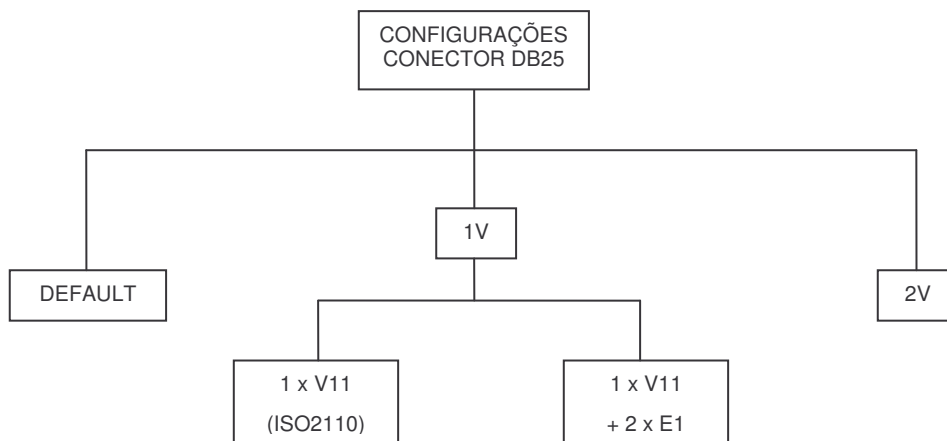 CONFIGURAÇÕES
CONECTOR DB25
1V
DEFAULT
2V
1 x V11
(ISO2110)
1 x V11
+ 2 x E1